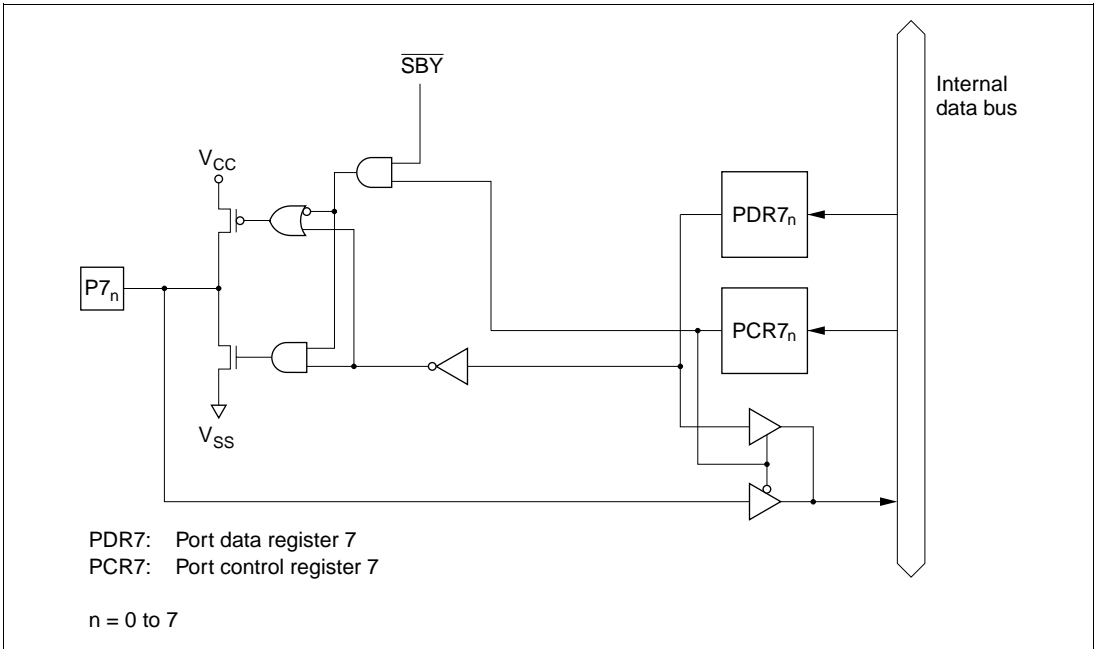 SBY
Internal
data bus
VCC
PDR7n
P7n
PCR7n
VSS
PDR7: Port data register 7
PCR7: Port control register 7
n = 0 to 7